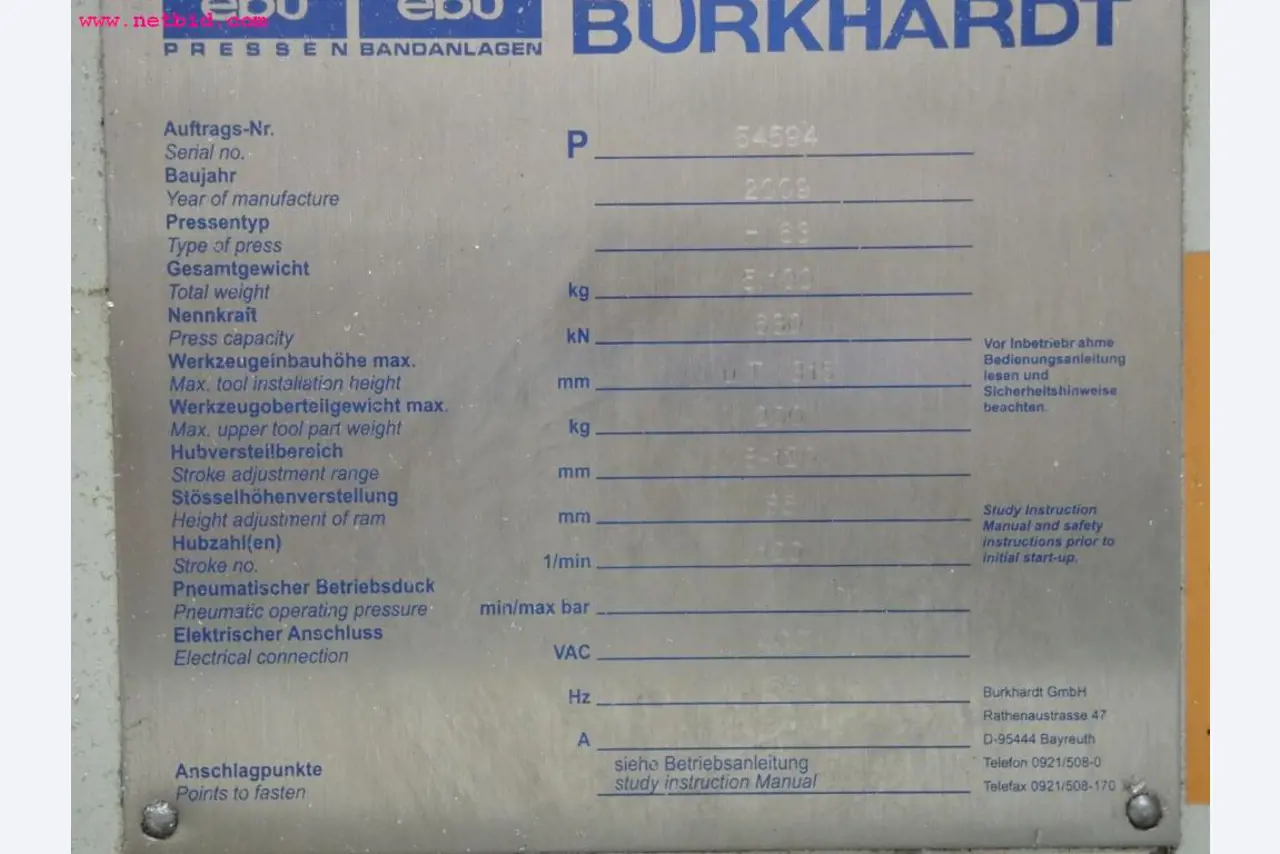 www.netbid.com
ebu ebu BURKHARDT
PRESSEN BANDANLAGEN
Auftrags-Nr.
Serial no. P 54594
Baujahr
Year of manufacture 2009
Pressentyp
Type of press
Gesamtgewicht
Total weight kg
Nennkraft
Press capacity kN
Werkzeugeinbauhöhe max.
Max. tool installation height mm
Werkzeugoberteilgewicht max.
Max. upper tool part weight kg
Hubverstellbereich
Stroke adjustment range mm
Stösselhöhenverstellung
Height adjustment of ram mm
Hubzahl(en)
Stroke no. 1/min
Pneumatischer Betriebsduck
Pneumatic operating pressure min/max bar
Elektrischer Anschluss
Electrical connection VAC
Hz
A
Anschlagpunkte siehe Betriebsanleitung
Points to fasten study instruction Manual
Vor Inbetriebnahme
Bedienungsanleitung
lesen und
Sicherheitshinweise
beachten.
Study Instruction
Manual and safety
instructions prior to
initial start-up.
Burkhardt GmbH
Rathenaustrasse 47
D-95444 Bayreuth
Telefon 0921/508-0
Telefax 0921/508-170